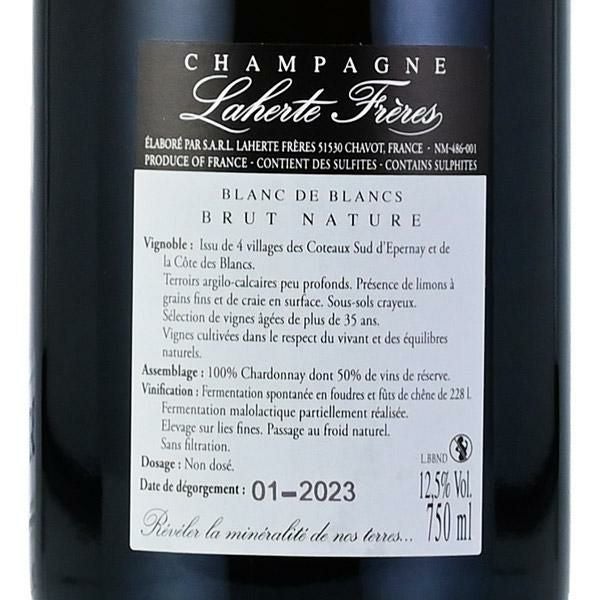 CHAMPAGNE
Laherte Frères
ÉLABORÉ PAR S.A.R.L. LAHERTE FRÈRES 51530 CHAVOT, FRANCE - NM-486-001
PRODUCE OF FRANCE - CONTIENT DES SULFITES - CONTAINS SULPHITES
BLANC DE BLANCS
BRUT NATURE
Vignoble : Issu de 4 villages des Coteaux Sud d'Epernay et de
la Côte des Blancs.
Terroirs argilo-calcaires peu profonds. Présence de limons à
grains fins et de craie en surface. Sous-sols crayeux.
Sélection de vignes âgées de plus de 35 ans.
Vignes cultivées dans le respect du vivant et des équilibres
naturels.
Assemblage : 100% Chardonnay dont 50% de vins de réserve.
Vinification : Fermentation spontanée en foudres et fûts de chêne de 228 l.
Fermentation malolactique partiellement réalisée.
Elevage sur lies fines. Passage au froid naturel.
Sans filtration.
L.BBND
Dosage : Non dosé.
12,5% Vol.
Date de dégorgement : 01-2023
750 ml
Révéler la minéralité de nos terres...